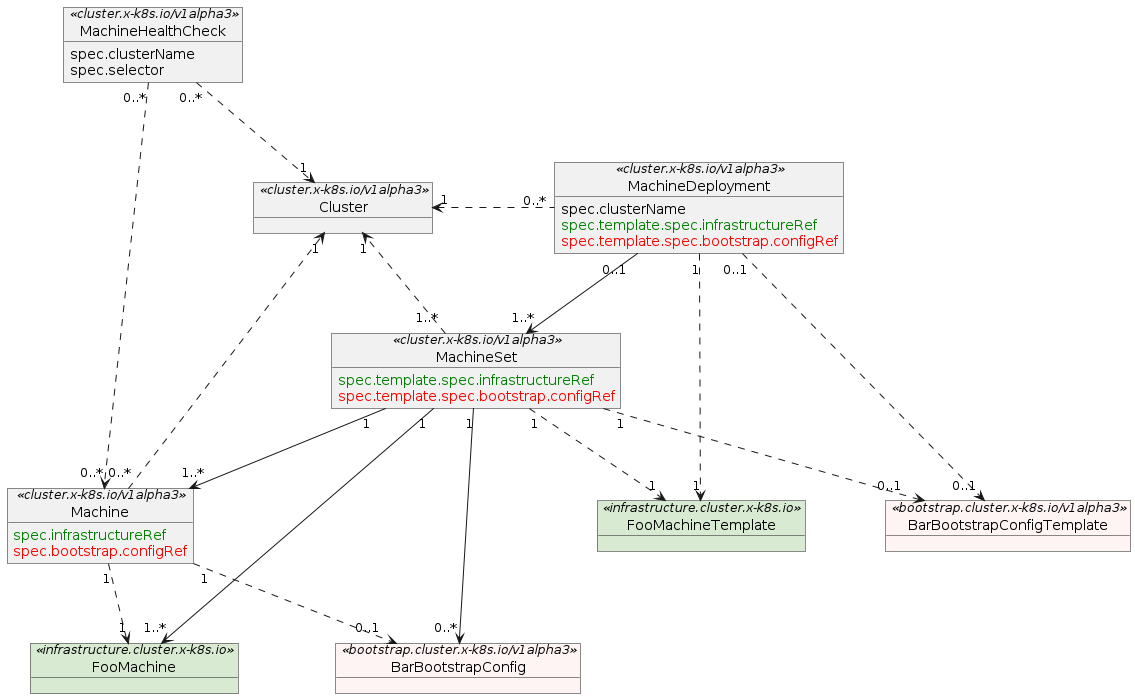 «cluster.x-k8s.io/v1alpha3»
MachineHealthCheck
spec.clusterName
spec.selector
0..*
0..*
1
«cluster.x-k8s.io/v1alpha3»
Cluster
1
0..*
«cluster.x-k8s.io/v1alpha3»
MachineDeployment
spec.clusterName
spec.template.spec.infrastructureRef
spec.template.spec.bootstrap.configRef
1
1
0..1
1
0..1
1..*
1..*
«cluster.x-k8s.io/v1alpha3»
MachineSet
spec.template.spec.infrastructureRef
spec.template.spec.bootstrap.configRef
1
1
1
1
1
0..*
0..*
1..*
1
1
0..1
0..1
«cluster.x-k8s.io/v1alpha3»
Machine
spec.infrastructureRef
spec.bootstrap.configRef
«infrastructure.cluster.x-k8s.io»
FooMachineTemplate
«bootstrap.cluster.x-k8s.io/v1alpha3»
BarBootstrapConfigTemplate
1
1
1
1..*
0..1
0..*
«infrastructure.cluster.x-k8s.io»
FooMachine
«bootstrap.cluster.x-k8s.io/v1alpha3»
BarBootstrapConfig